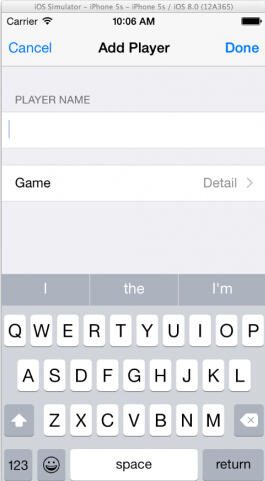 iOS Simulator - iPhone 5s - iPhone 5s / iOS 8.0 (12A365)
Carrier 10:06 AM
Cancel Add Player Done
PLAYER NAME
Game Detail
I the I'm
Q W E R T Y U I O P
A S D F G H J K L
Z X C V B N M
123 space return